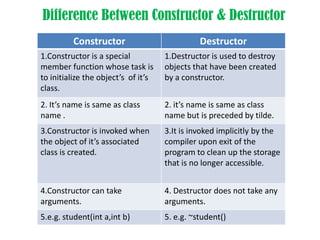 Difference Between Constructor & Destructor
Constructor
Destructor
1.Constructor is a special
member function whose task is
to initialize the object's  of it's
class.
1.Destructor is used to destroy
objects that have been created
by a constructor.
2. It's name is same as class
name .
2. it's name is same as class
name but is preceded by tilde.
3.Constructor is invoked when
the object of it's associated
class is created.
3.It is invoked implicitly by the
compiler upon exit of the
program to clean up the storage
that is no longer accessible.
4.Constructor can take
arguments.
4. Destructor does not take any
arguments.
5.e.g. student(int a,int b)
5. e.g. ~student()